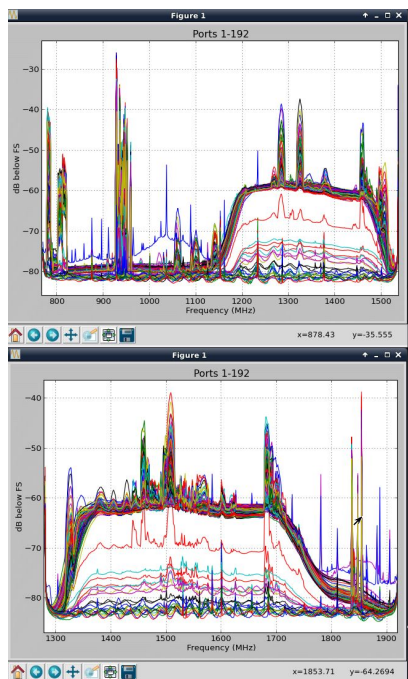 Figure 1
Ports 1-192
−30
−40
−50
−60
−70
−80
dB below FS
800 900 1000 1100 1200 1300 1400 1500
Frequency (MHz)
x=878.43 y=-35.555
Figure 1
Ports 1-192
−40
−50
−60
−70
−80
dB below FS
1300 1400 1500 1600 1700 1800 1900
Frequency (MHz)
x=1853.71 y=-64.2694